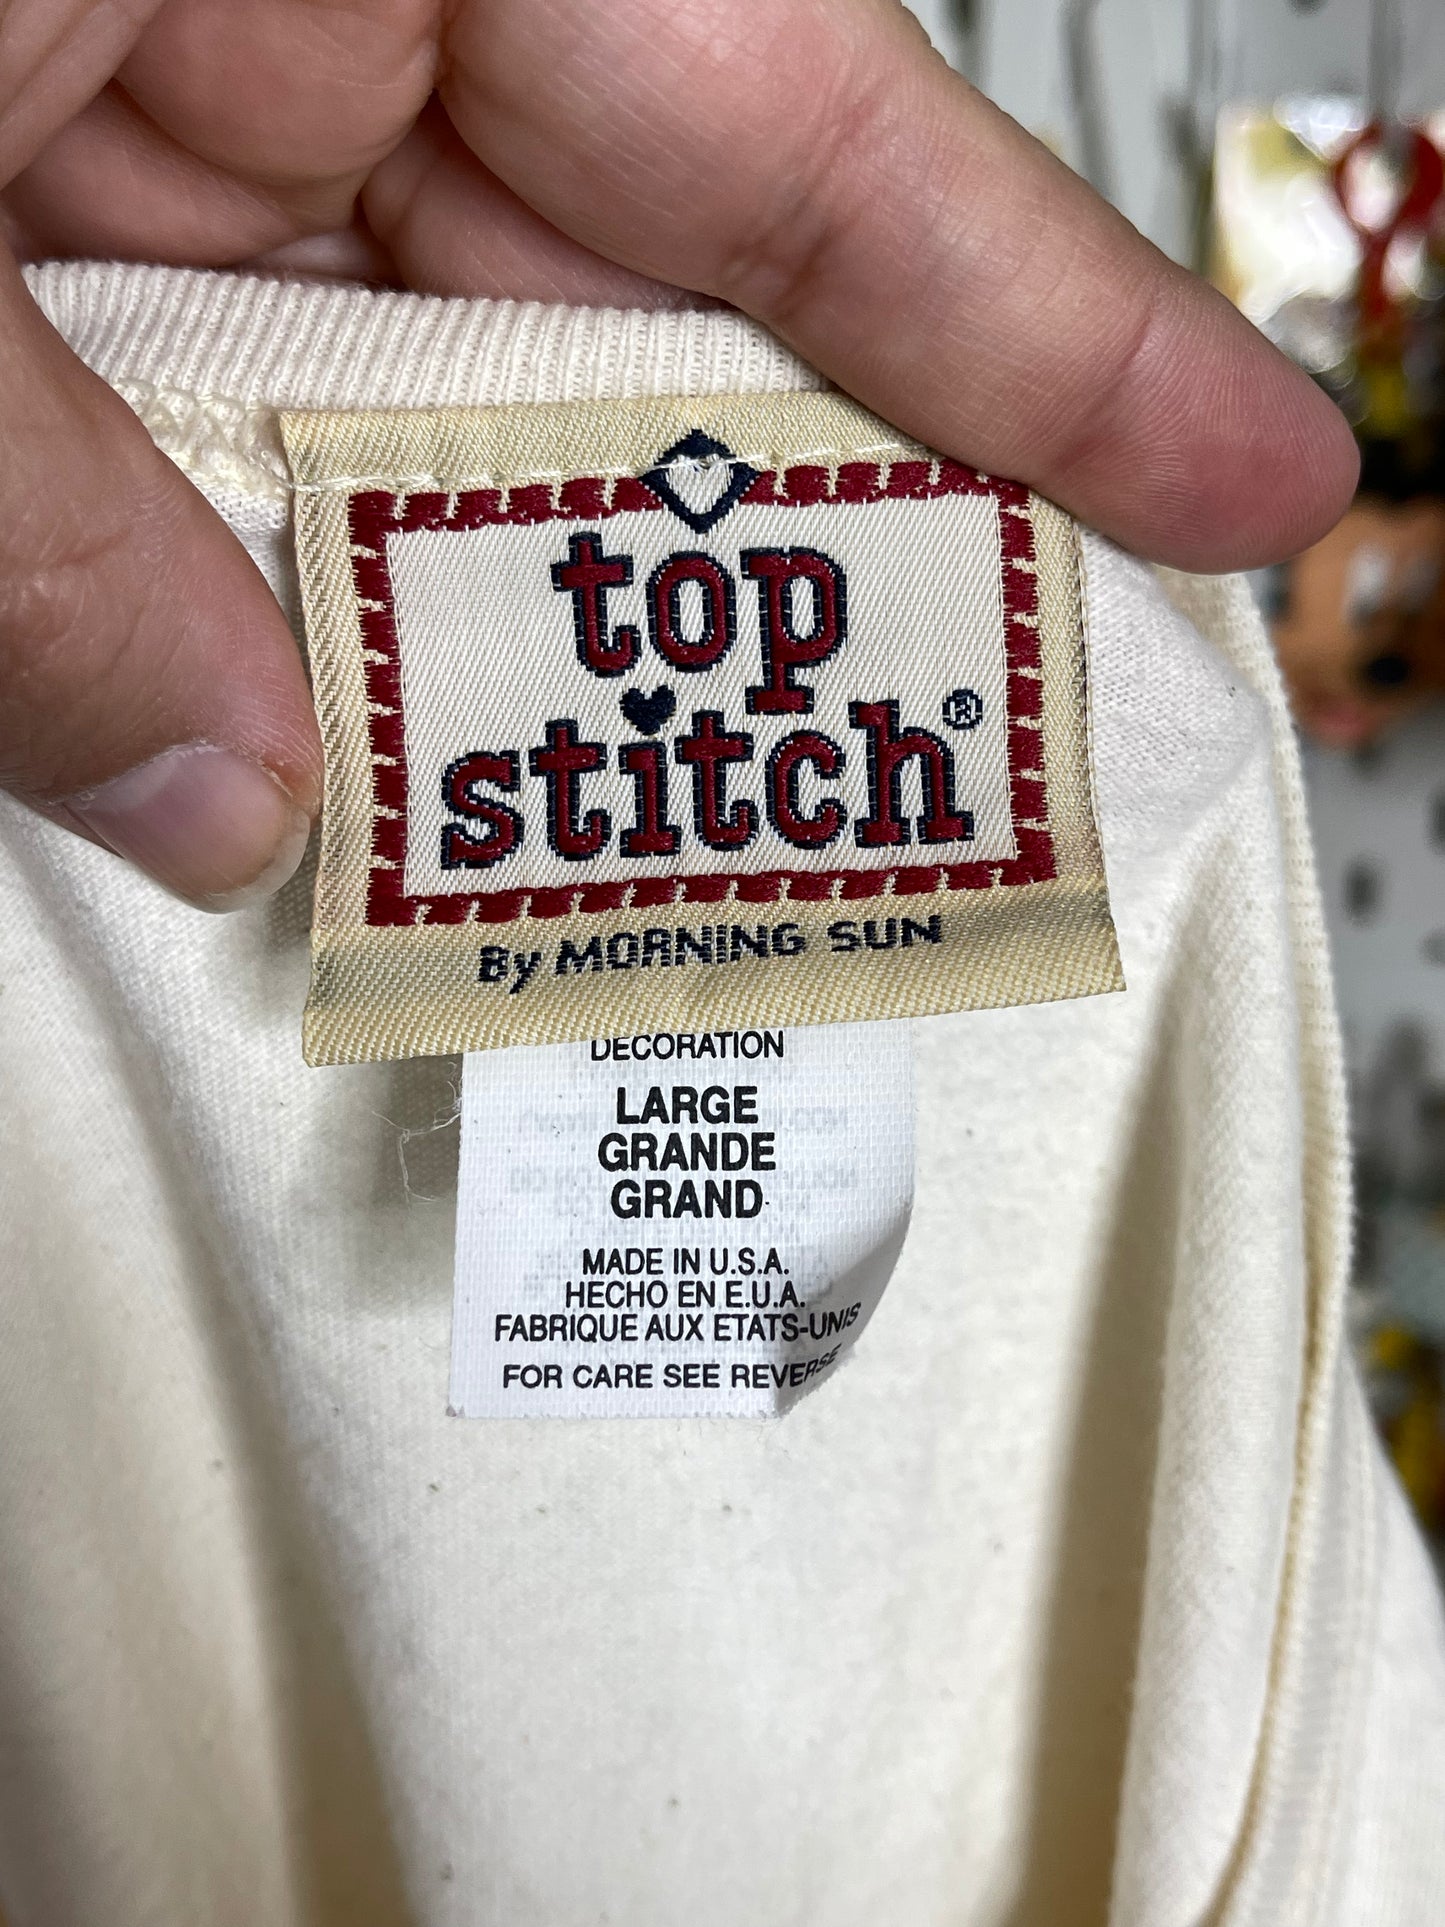 top
stitch®
By MORNING SUN
DECORATION
LARGE
GRANDE
GRAND
MADE IN U.S.A.
HECHO EN E.U.A.
FABRIQUE AUX ETATS-UNIS
FOR CARE SEE REVERSE